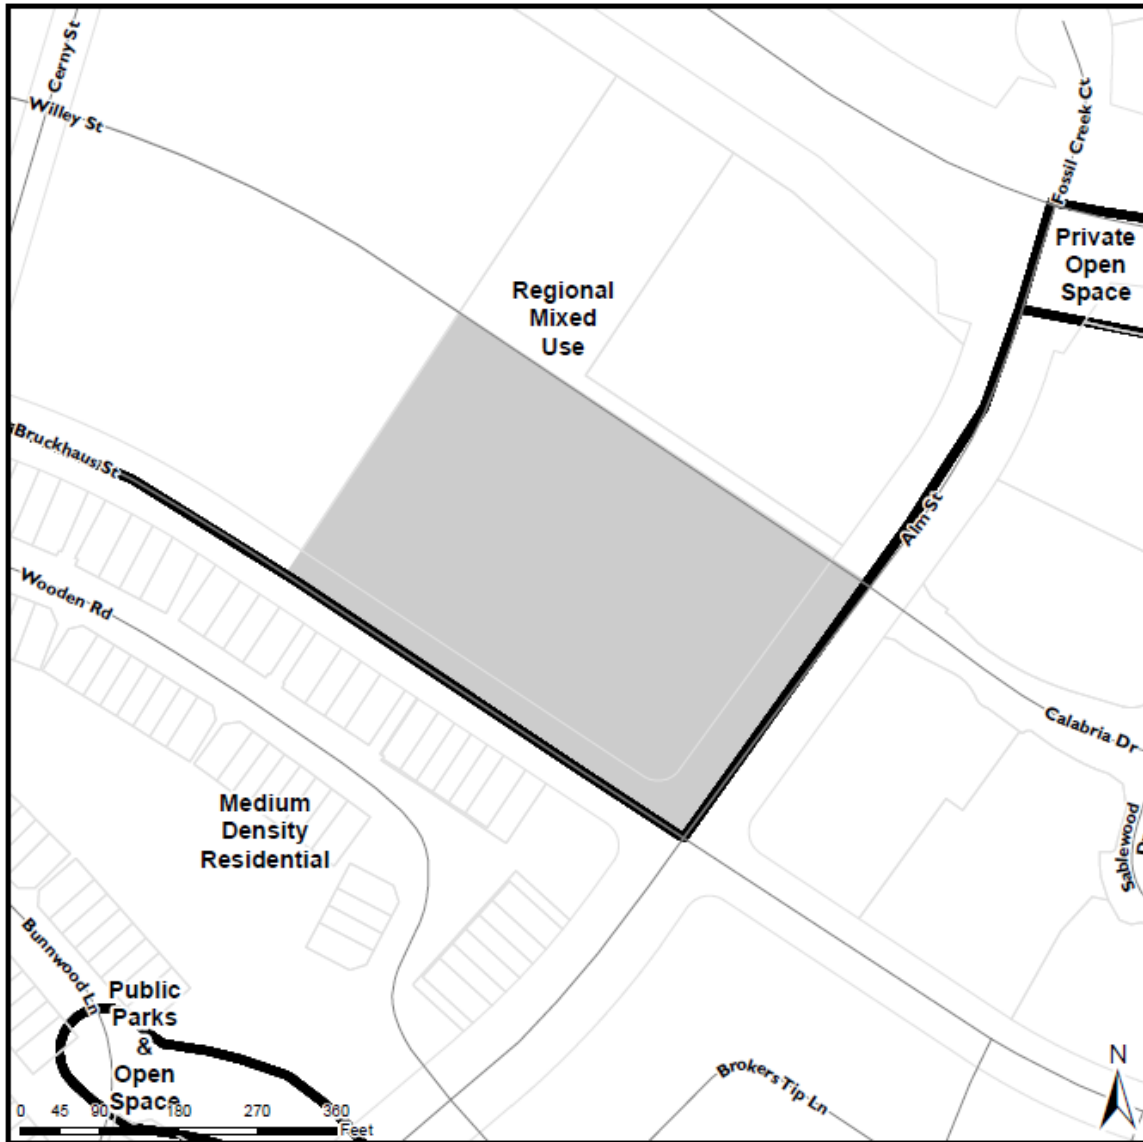 Cerny St
Willey St
Fossil Creek Ct
Private
Open
Space
Regional
Mixed
Use
Bruckhaus St
Alm St
Wooden Rd
Calabria Dr
Medium
Density
Residential
Sablewood
Bunnwood Ln
Public
Parks
&
Open
Space
Brokers Tip Ln
N
0 45 90 180 270 360
Feet